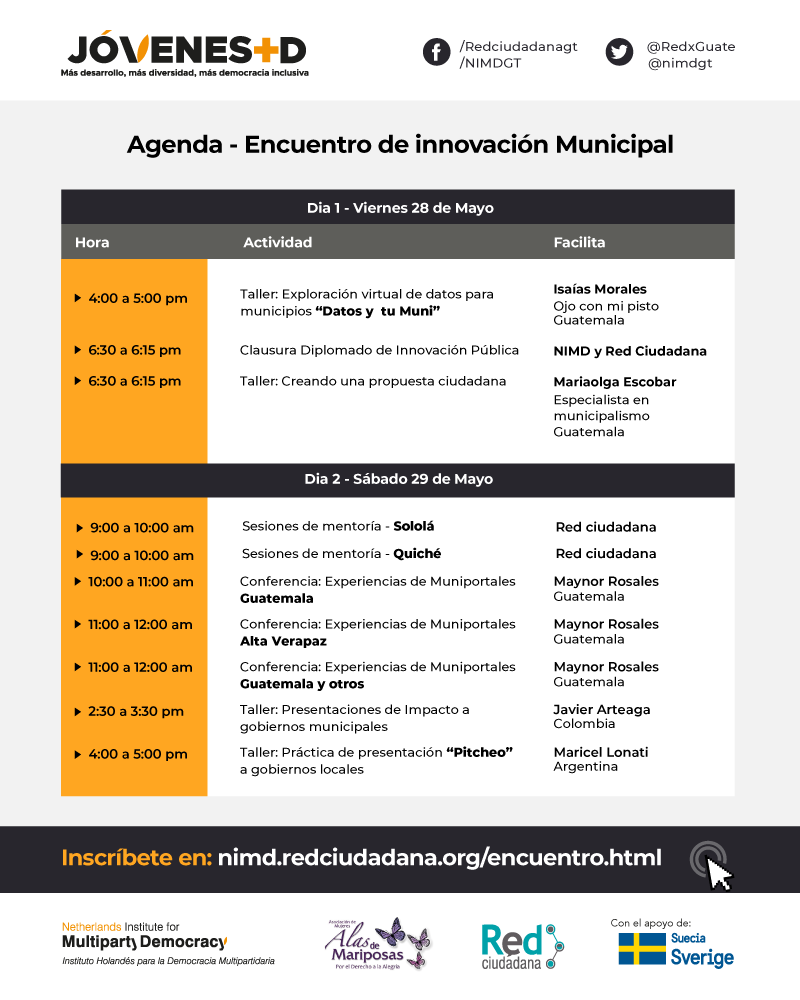 JÓVENES+D
Más desarrollo, más diversidad, más democracia inclusiva
/Redciudadanagt
/NIMDGT
@RedxGuate
@nimdgt
Agenda - Encuentro de innovación Municipal
Dia 1 - Viernes 28 de Mayo
Hora Actividad Facilita
4:00 a 5:00 pm
Taller: Exploración virtual de datos para
municipios “Datos y tu Muni”
Isaías Morales
Ojo con mi pisto
Guatemala
6:30 a 6:15 pm
Clausura Diplomado de Innovación Pública
NIMD y Red Ciudadana
6:30 a 6:15 pm
Taller: Creando una propuesta ciudadana
Mariaolga Escobar
Especialista en
municipalismo
Guatemala
Dia 2 - Sábado 29 de Mayo
9:00 a 10:00 am
Sesiones de mentoría - Sololá
Red ciudadana
9:00 a 10:00 am
Sesiones de mentoría - Quiché
Red ciudadana
10:00 a 11:00 am
Conferencia: Experiencias de Muniportales
Guatemala
Maynor Rosales
Guatemala
11:00 a 12:00 am
Conferencia: Experiencias de Muniportales
Alta Verapaz
Maynor Rosales
Guatemala
11:00 a 12:00 am
Conferencia: Experiencias de Muniportales
Guatemala y otros
Maynor Rosales
Guatemala
2:30 a 3:30 pm
Taller: Presentaciones de Impacto a
gobiernos municipales
Javier Arteaga
Colombia
4:00 a 5:00 pm
Taller: Práctica de presentación “Pitcheo”
a gobiernos locales
Maricel Lonati
Argentina
Inscríbete en: nimd.redciudadana.org/encuentro.html
Netherlands Institute for
Multiparty Democracy
Instituto Holandés para la Democracia Multipartidaria
Asociación de
Mujeres
Alas de
Mariposas
Por el Derecho a la Alegría
Red
ciudadana
Con el apoyo de:
Suecia
Sverige